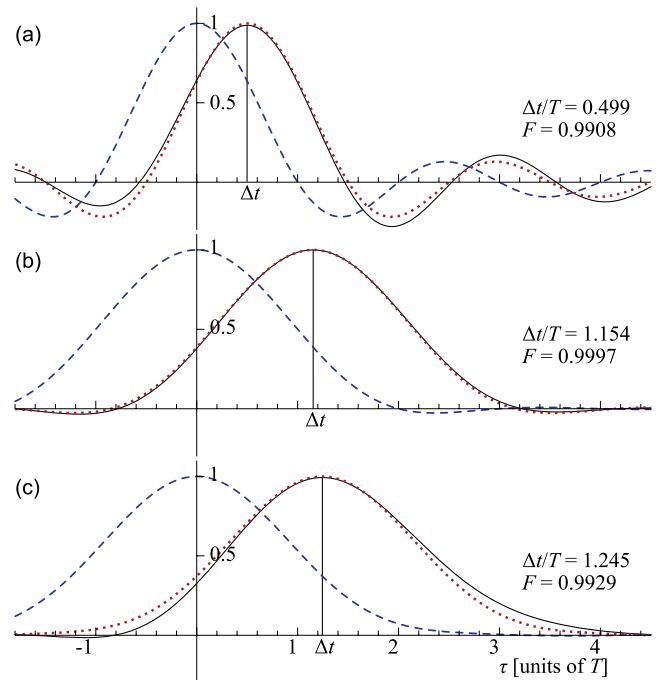 (a)
1
0.5
Δt/T = 0.499
F = 0.9908
Δt
(b)
1
0.5
Δt/T = 1.154
F = 0.9997
Δt
(c)
1
0.5
Δt/T = 1.245
F = 0.9929
-1 1 Δt 2 3 4
τ [units of T]